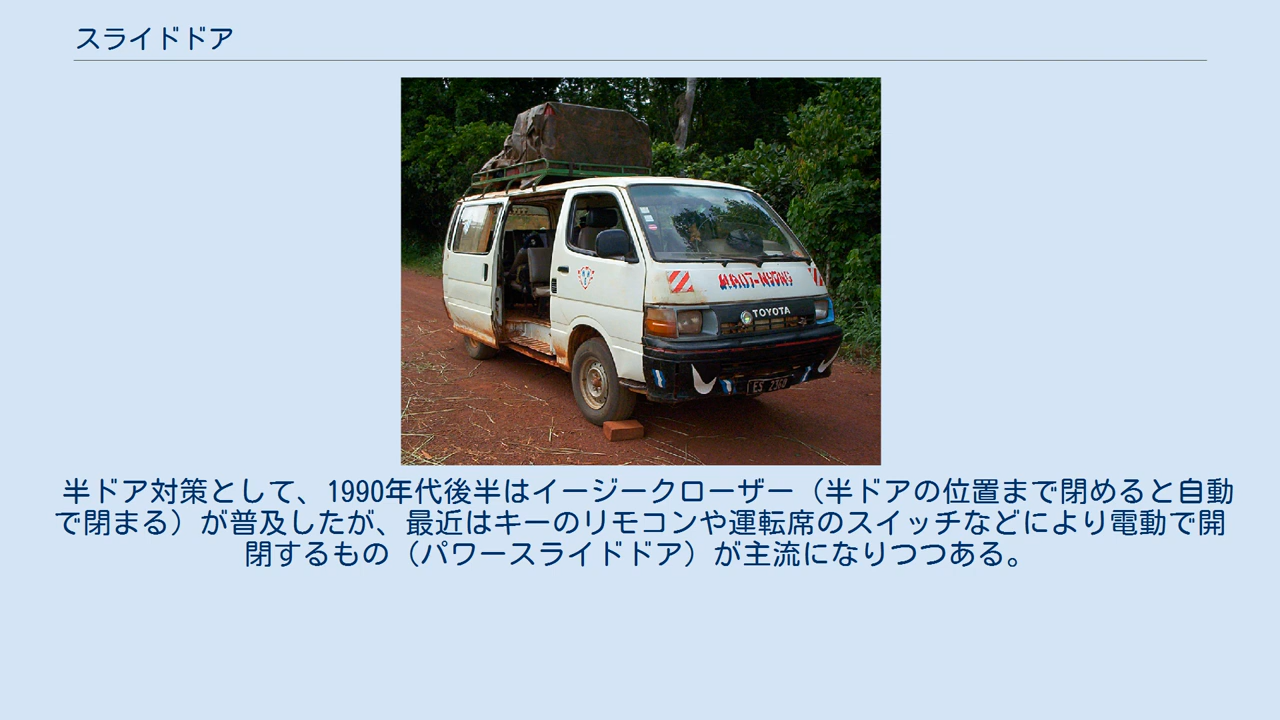 スライドドア
MAUT-NYONG
TOYOTA
半ドア対策として、1990年代後半はイージークローザー（半ドアの位置まで閉めると自動
で閉まる）が普及したが、最近はキーのリモコンや運転席のスイッチなどにより電動で開
閉するもの（パワースライドドア）が主流になりつつある。